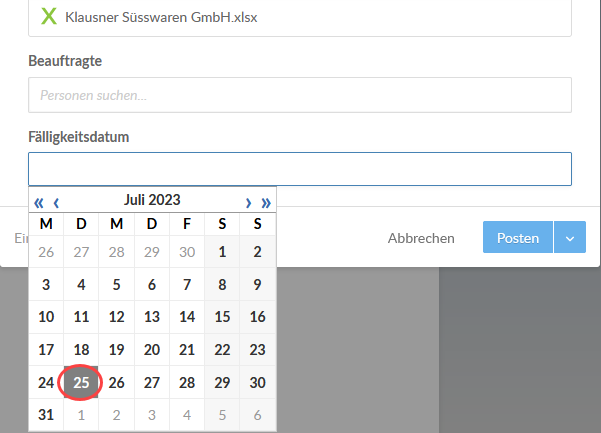 Klausner Süsswaren GmbH.xlsx
Beauftragte
Personen suchen...
Fälligkeitsdatum
« ‹ Juli 2023 › »
M D M D F S S
26 27 28 29 30 1 2
3 4 5 6 7 8 9
10 11 12 13 14 15 16
17 18 19 20 21 22 23
24 25 26 27 28 29 30
31 1 2 3 4 5 6
Abbrechen Posten